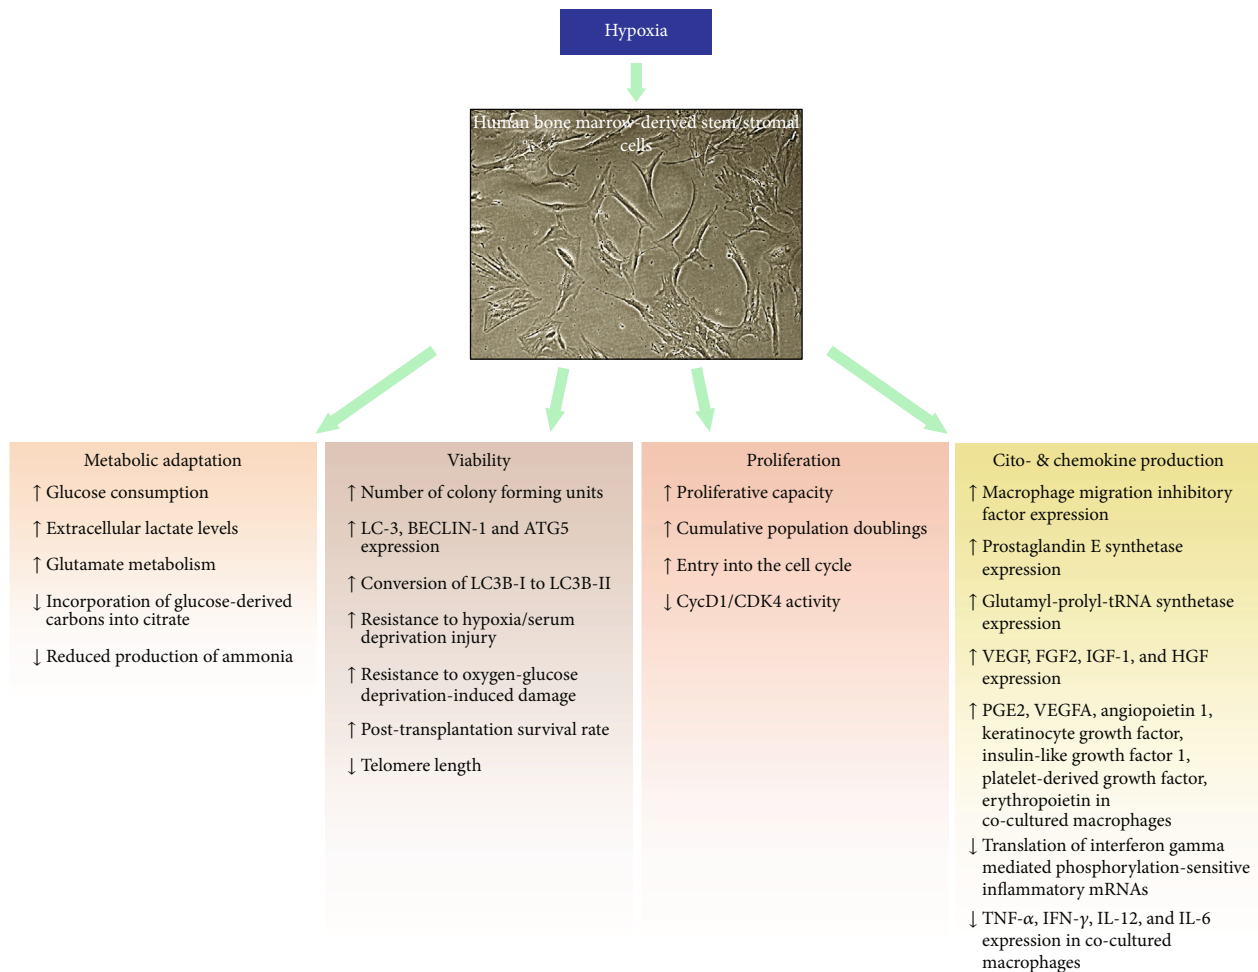 Hypoxia
Human bone marrow-derived stem/stromal
cells
Metabolic adaptation
↑ Glucose consumption
↑ Extracellular lactate levels
↑ Glutamate metabolism
↓ Incorporation of glucose-derived
carbons into citrate
↓ Reduced production of ammonia
Viability
↑ Number of colony forming units
↑ LC-3, BECLIN-1 and ATG5
expression
↑ Conversion of LC3B-I to LC3B-II
↑ Resistance to hypoxia/serum
deprivation injury
↑ Resistance to oxygen-glucose
deprivation-induced damage
↑ Post-transplantation survival rate
↓ Telomere length
Proliferation
↑ Proliferative capacity
↑ Cumulative population doublings
↑ Entry into the cell cycle
↓ CycD1/CDK4 activity
Cito- & chemokine production
↑ Macrophage migration inhibitory
factor expression
↑ Prostaglandin E synthetase
expression
↑ Glutamyl-prolyl-tRNA synthetase
expression
↑ VEGF, FGF2, IGF-1, and HGF
expression
↑ PGE2, VEGFA, angiopoietin 1,
keratinocyte growth factor,
insulin-like growth factor 1,
platelet-derived growth factor,
erythropoietin in
co-cultured macrophages
↓ Translation of interferon gamma
mediated phosphorylation-sensitive
inflammatory mRNAs
↓ TNF-α, IFN-γ, IL-12, and IL-6
expression in co-cultured
macrophages